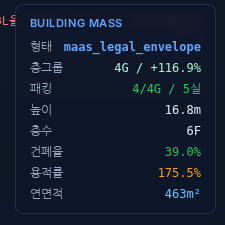 BUILDING MASS
형태 maas_legal_envelope
층그룹 4G / +116.9%
패킹 4/4G / 5실
높이 16.8m
층수 6F
건폐율 39.0%
용적률 175.5%
연면적 463m²